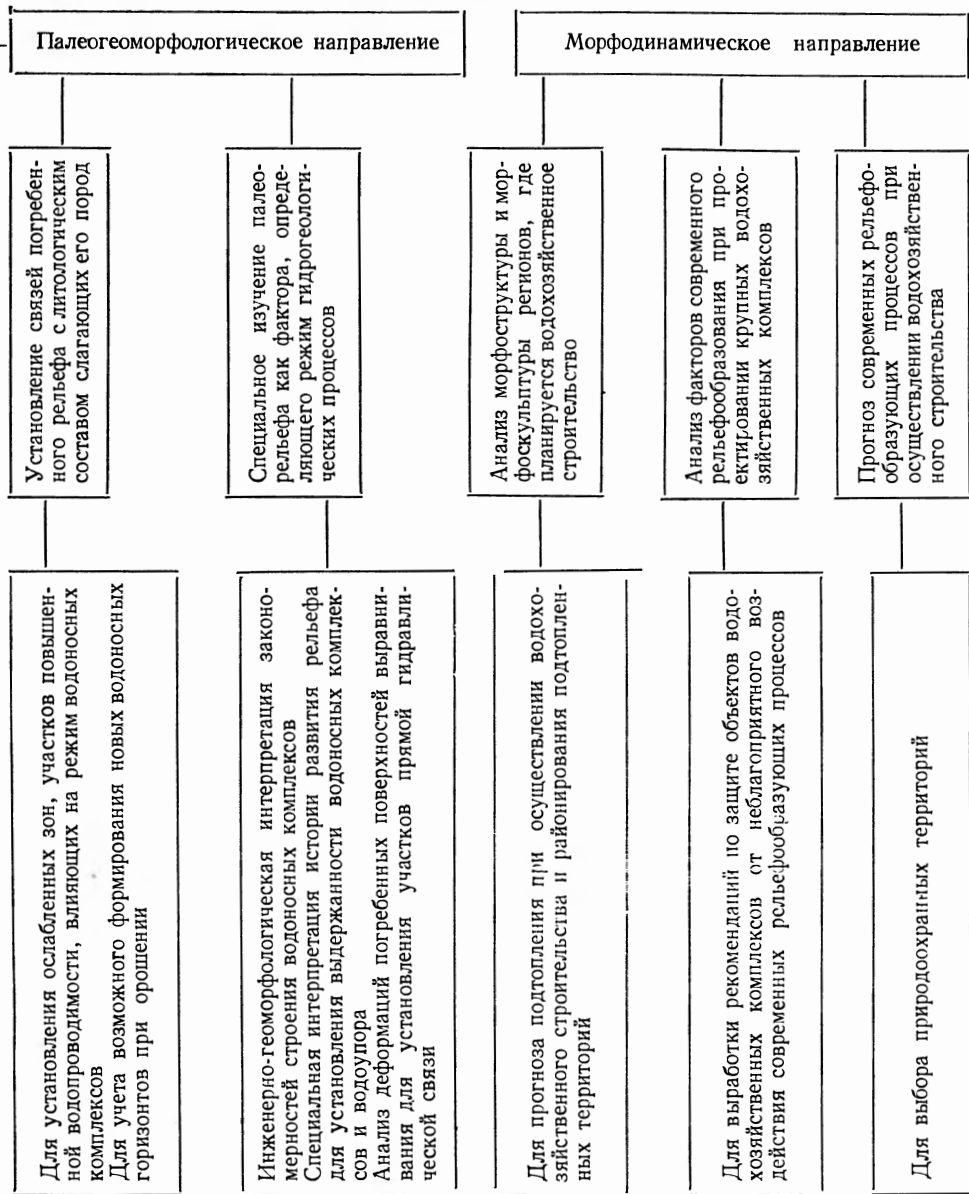 Палеогеоморфологическое направление
Морфодинамическое направление
Установление связей погребен-
ного рельефа с литологическим
составом слагающих его пород
Специальное изучение палео-
рельефа как фактора, опреде-
ляющего режим гидрогеологи-
ческих процессов
Анализ морфоструктуры и мор-
фоскульптуры регионов, где
планируется водохозяйственное
строительство
Анализ факторов современного
рельефообразования при про-
ектировании крупных водохо-
зяйственных комплексов
Прогноз современных рельефо-
образующих процессов при
осуществлении водохозяйствен-
ного строительства
Для установления ослабленных зон, участков повышен-
ной водопроводимости, влияющих на режим водоносных
комплексов
Для учета возможного формирования новых водоносных
горизонтов при орошении
Инженерно-геоморфологическая интерпретация законо-
мерностей строения водоносных комплексов
Специальная интерпретация истории развития рельефа
для установления выдержанности водоносных комплек-
сов и водоупора
Анализ деформаций погребенных поверхностей выравни-
вания для установления участков прямой гидравли-
ческой связи
Для прогноза подтопления при осуществлении водохо-
зяйственного строительства и районирования подтоплен-
ных территорий
Для выработки рекомендаций по защите объектов водо-
хозяйственных комплексов от неблагоприятного воз-
действия современных рельефообразующих процессов
Для выбора природоохранных территорий